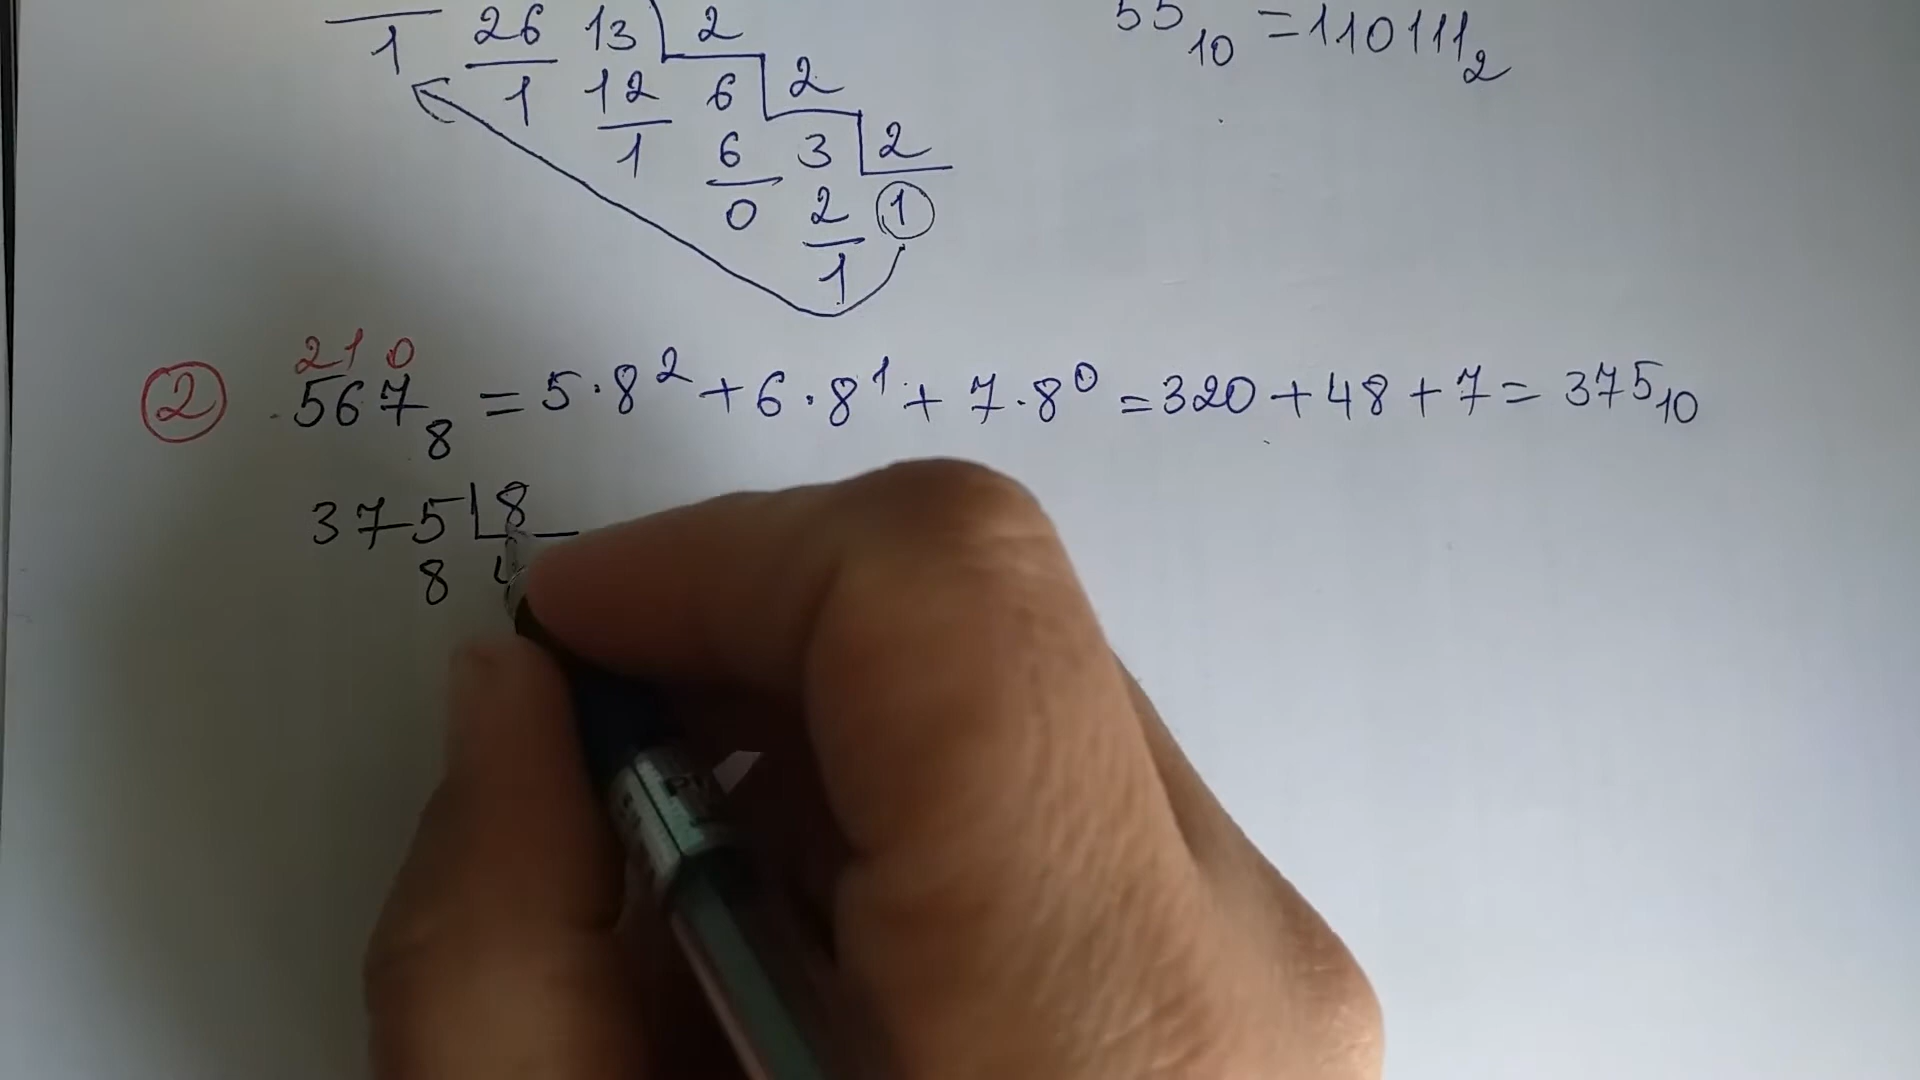 1 26 13 2 55₁₀ = 110111₂
1 12 6 2
1 6 3 2
0 2 1
1
2 1 0
② 567₈ = 5·8² + 6·8¹ + 7·8⁰ = 320 + 48 + 7 = 375₁₀
375 8
8 4